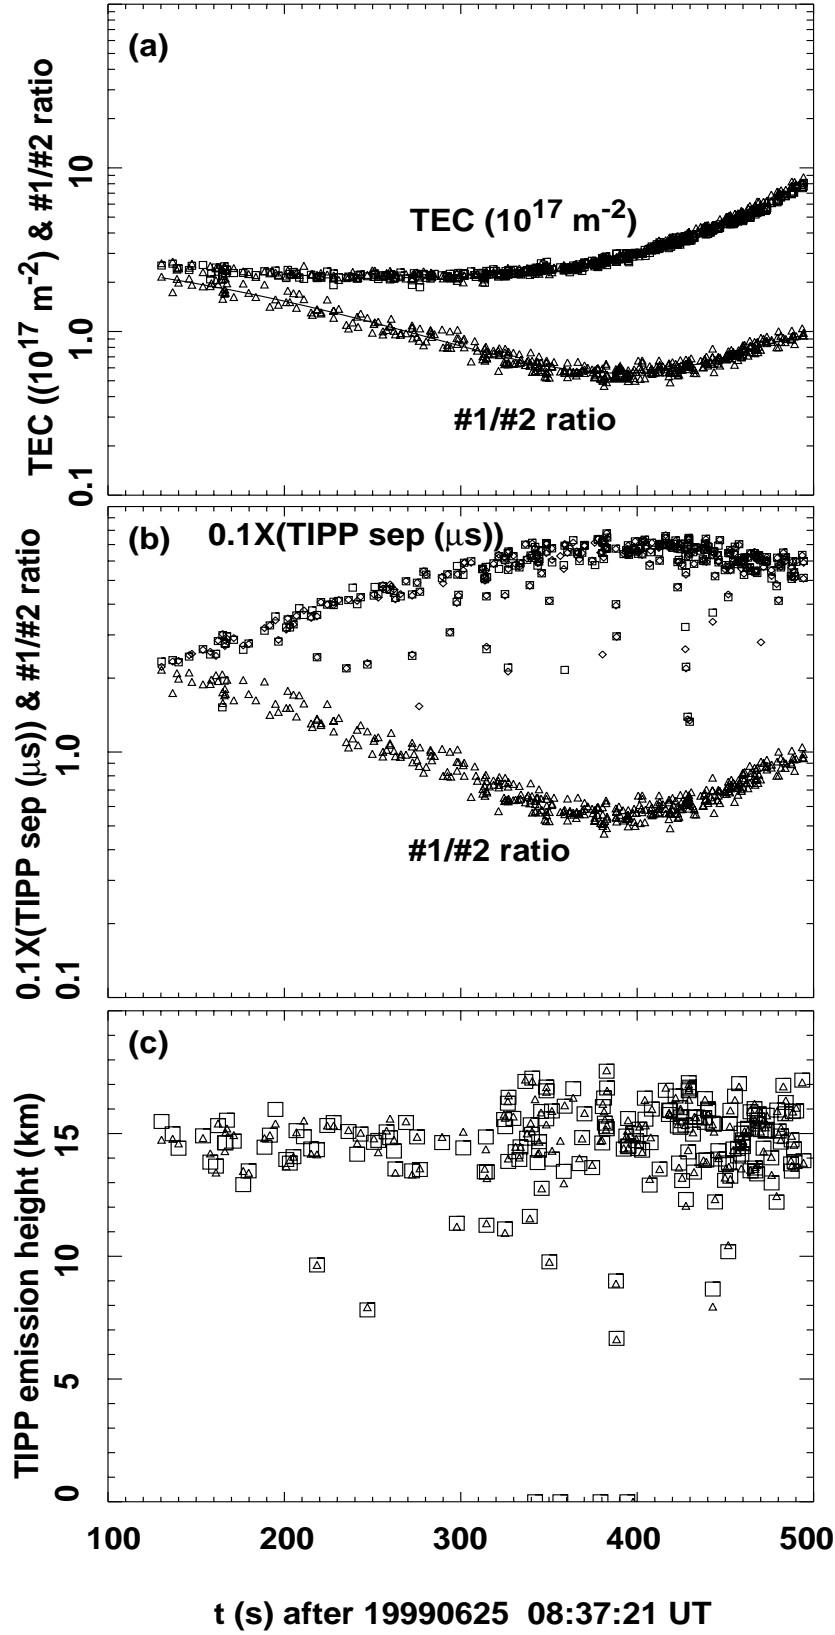 (a)
TEC ((10^17 m^-2) & #1/#2 ratio
10
TEC (10^17 m^-2)
1.0
#1/#2 ratio
0.1
(b)
0.1X(TIPP sep (μs))
0.1X(TIPP sep (μs)) & #1/#2 ratio
1.0
#1/#2 ratio
0.1
(c)
TIPP emission height (km)
15
10
5
0
100 200 300 400 500
t (s) after 19990625 08:37:21 UT